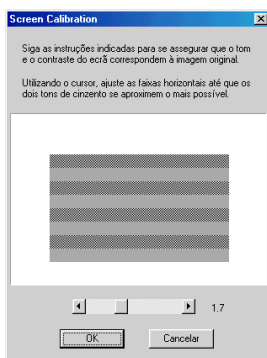 Screen Calibration
Siga as instruções indicadas para se assegurar que o tom
e o contraste do ecrã correspondem à imagem original.
Utilizando o cursor, ajuste as faixas horizontais até que os
dois tons de cinzento se aproximem o mais possível.
1.7
OK
Cancelar